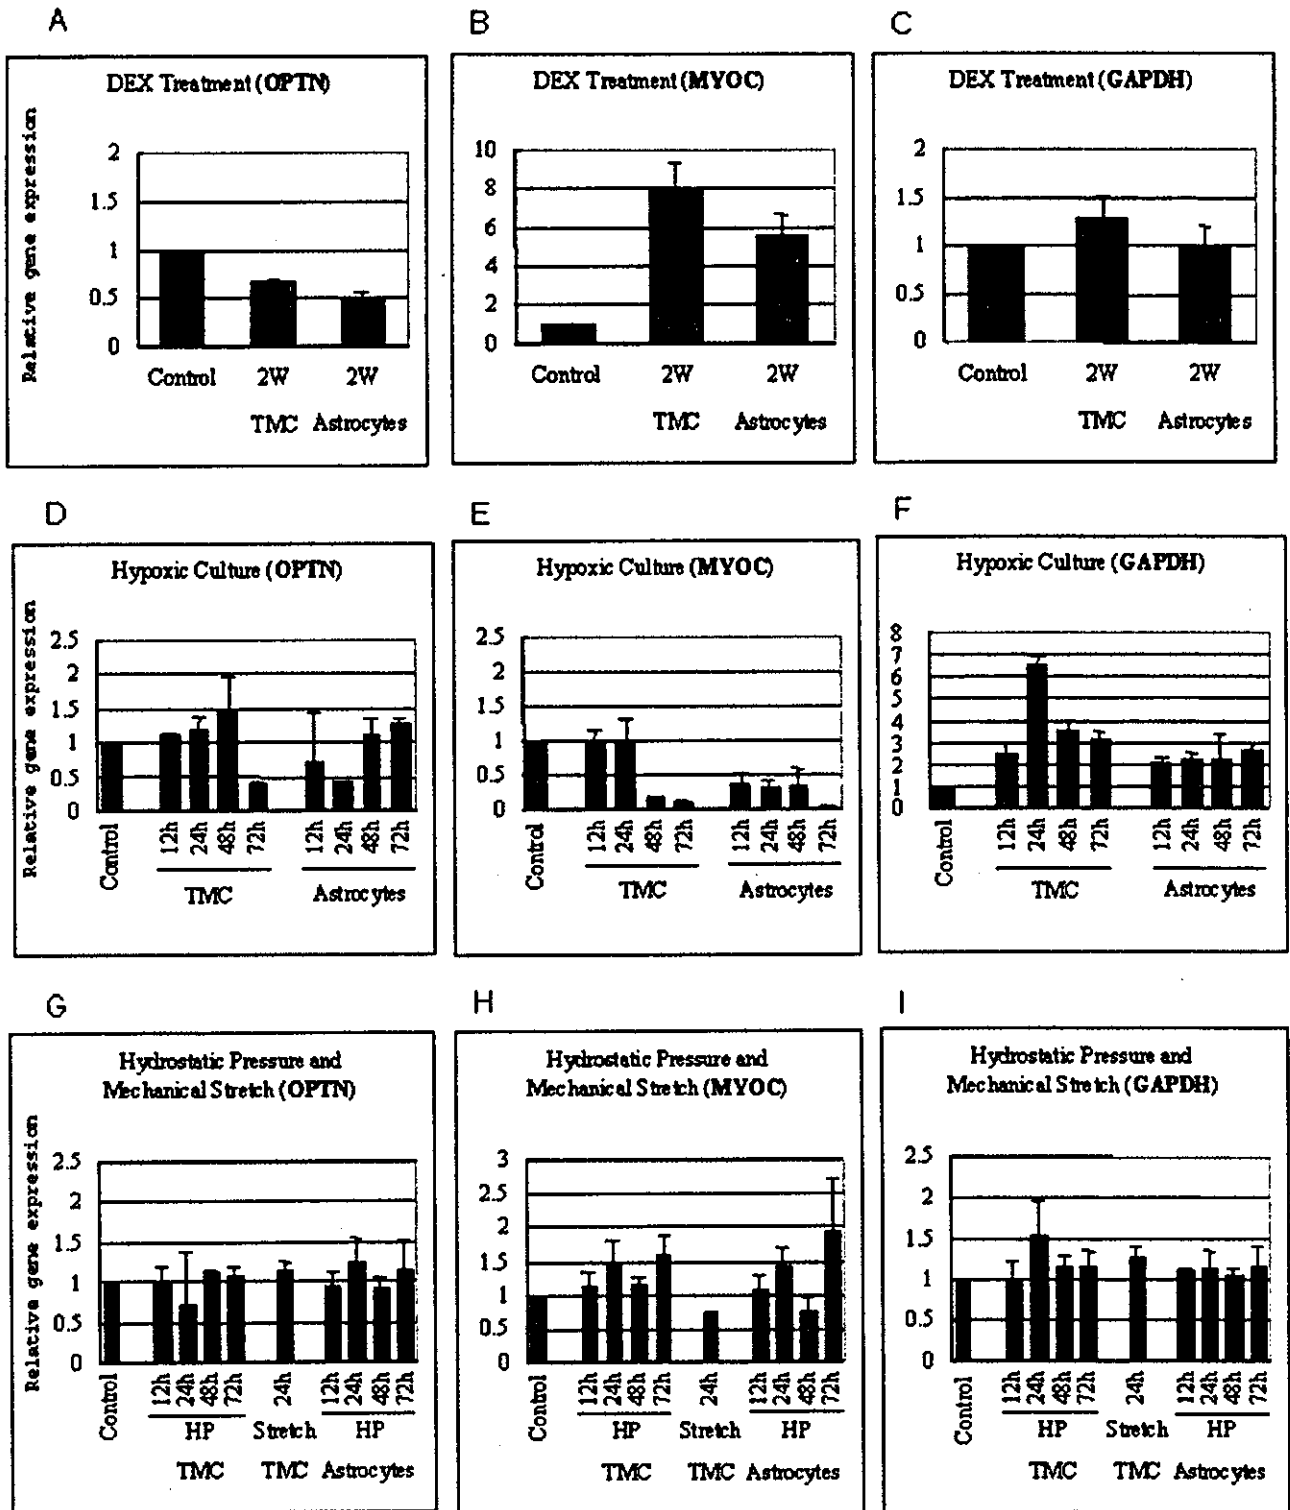 A
B
C
DEX Treatment (OPTN)
DEX Treatment (MYOC)
DEX Treatment (GAPDH)
Relative gene expression
2
1.5
1
0.5
0
Control 2W 2W
TMC Astrocytes
10
8
6
4
2
0
Control 2W 2W
TMC Astrocytes
2
1.5
1
0.5
0
Control 2W 2W
TMC Astrocytes
D
E
F
Hypoxic Culture (OPTN)
Hypoxic Culture (MYOC)
Hypoxic Culture (GAPDH)
Relative gene expression
2.5
2
1.5
1
0.5
0
Control 12h 24h 48h 72h 12h 24h 48h 72h
TMC Astrocytes
2.5
2
1.5
1
0.5
0
Control 12h 24h 48h 72h 12h 24h 48h 72h
TMC Astrocytes
8
7
6
5
4
3
2
1
0
Control 12h 24h 48h 72h 12h 24h 48h 72h
TMC Astrocytes
G
H
I
Hydrostatic Pressure and
Mechanical Stretch (OPTN)
Hydrostatic Pressure and
Mechanical Stretch (MYOC)
Hydrostatic Pressure and
Mechanical Stretch (GAPDH)
Relative gene expression
2.5
2
1.5
1
0.5
0
Control 12h 24h 48h 72h 24h 12h 24h 48h 72h
HP Stretch HP
TMC TMC Astrocytes
3
2.5
2
1.5
1
0.5
0
Control 12h 24h 48h 72h 24h 12h 24h 48h 72h
HP Stretch HP
TMC TMC Astrocytes
2.5
2
1.5
1
0.5
0
Control 12h 24h 48h 72h 24h 12h 24h 48h 72h
HP Stretch HP
TMC TMC Astrocytes